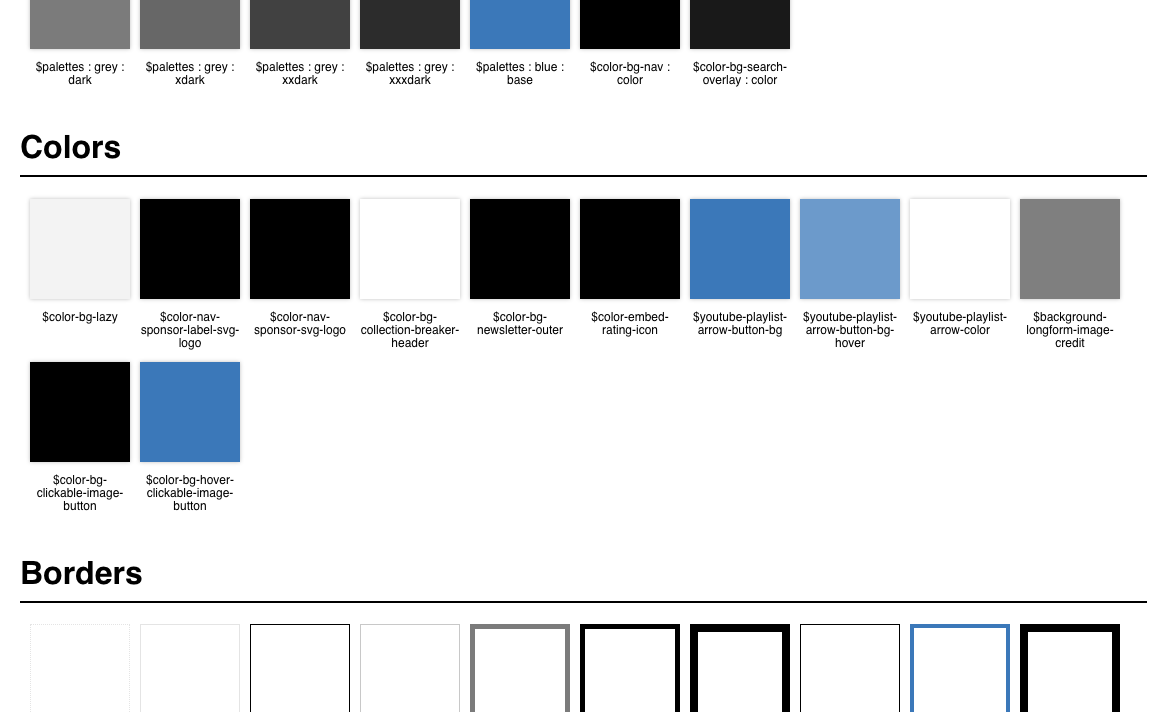 $palettes : grey :
dark
$palettes : grey :
xdark
$palettes : grey :
xxdark
$palettes : grey :
xxxdark
$palettes : blue :
base
$color-bg-nav :
color
$color-bg-search-
overlay : color
Colors
$color-bg-lazy
$color-nav-
sponsor-label-svg-
logo
$color-nav-
sponsor-svg-logo
$color-bg-
collection-breaker-
header
$color-bg-
newsletter-outer
$color-embed-
rating-icon
$youtube-playlist-
arrow-button-bg
$youtube-playlist-
arrow-button-bg-
hover
$youtube-playlist-
arrow-color
$background-
longform-image-
credit
$color-bg-
clickable-image-
button
$color-bg-hover-
clickable-image-
button
Borders